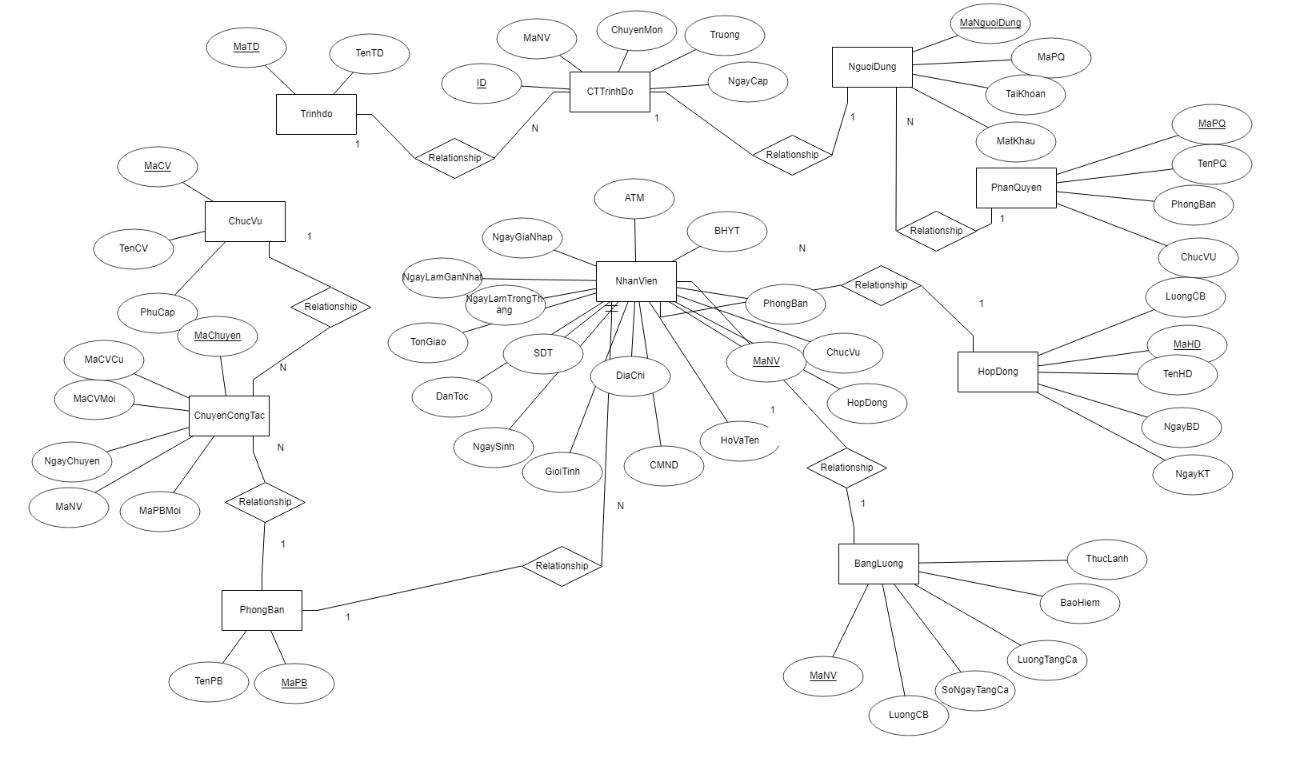 MaTD
TenTD
Trinhdo
1
Relationship
N
ID
MaNV
ChuyenMon
Truong
NgayCap
CTTrinhDo
1
Relationship
1
NguoiDung
MaNguoiDung
MaPQ
TaiKhoan
MatKhau
N
Relationship
1
PhanQuyen
MaPQ
TenPQ
PhongBan
ChucVU
MaCV
ChucVu
TenCV
PhuCap
1
Relationship
N
MaChuyen
MaCVCu
MaCVMoi
ChuyenCongTac
NgayChuyen
MaNV
MaPBMoi
N
Relationship
1
PhongBan
TenPB
MaPB
1
Relationship
N
ATM
NgayGiaNhap
BHYT
NhanVien
NgayLamGanNhat
NgayLamTrongTh
ang
TonGiao
SDT
DanToc
NgaySinh
GioiTinh
DiaChi
CMND
HoVaTen
MaNV
HopDong
ChucVu
PhongBan
N
Relationship
1
HopDong
LuongCB
MaHD
TenHD
NgayBD
NgayKT
1
Relationship
1
BangLuong
ThucLanh
BaoHiem
LuongTangCa
SoNgayTangCa
LuongCB
MaNV